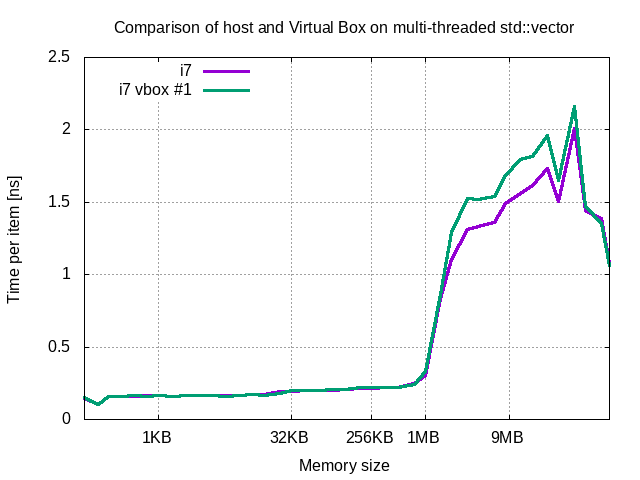 Comparison of host and Virtual Box on multi-threaded std::vector
2.5
i7
i7 vbox #1
2
1.5
Time per item [ns]
1
0.5
0
1KB 32KB 256KB 1MB 9MB
Memory size